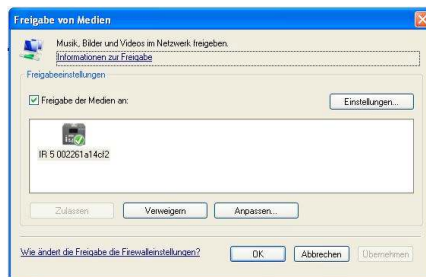 Freigabe von Medien
Musik, Bilder und Videos im Netzwerk freigeben.
Informationen zur Freigabe
Freigabeeinstellungen
Freigabe der Medien an:
Einstellungen...
IR 5 002261a14cf2
Zulassen
Verweigern
Anpassen...
Wie ändert die Freigabe die Firewalleinstellungen?
OK
Abbrechen
Übernehmen